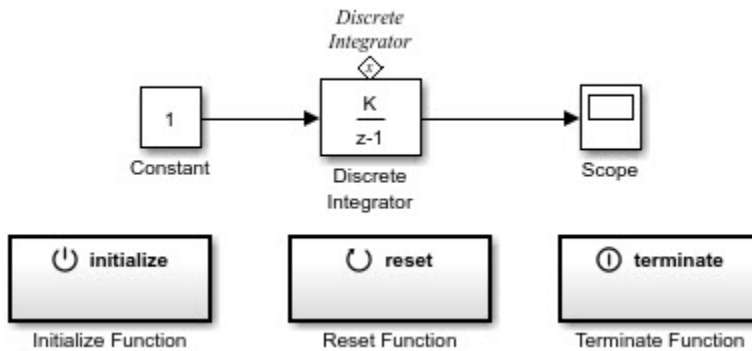 Discrete
Integrator
x
1
K
z-1
Constant
Discrete
Integrator
Scope
initialize
reset
terminate
Initialize Function
Reset Function
Terminate Function